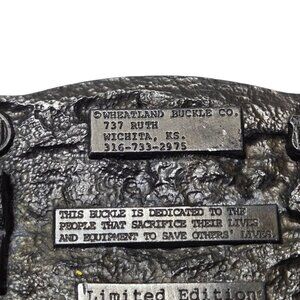 ©WHEATLAND BUCKLE CO.
737 RUTH
WICHITA, KS.
316-733-2975
THIS BUCKLE IS DEDICATED TO THE
PEOPLE THAT SACRIFICE THEIR LIVES
AND EQUIPMENT TO SAVE OTHERS' LIVES
Limited Edition